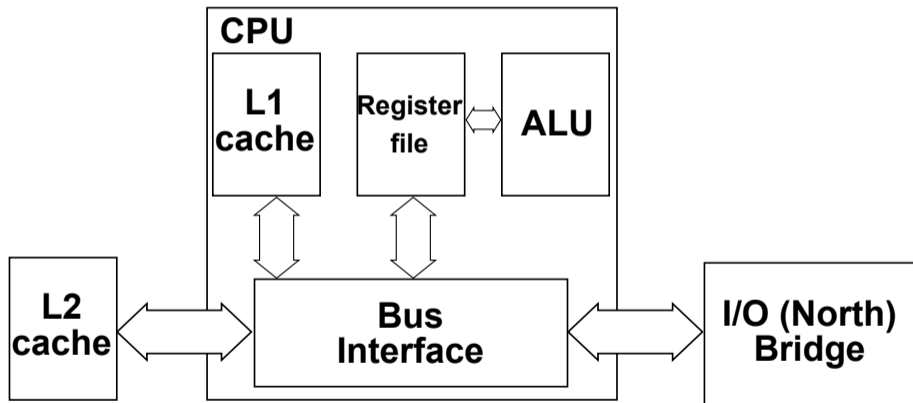 CPU
L1
cache
Register
file
ALU
L2
cache
Bus
Interface
I/O (North)
Bridge